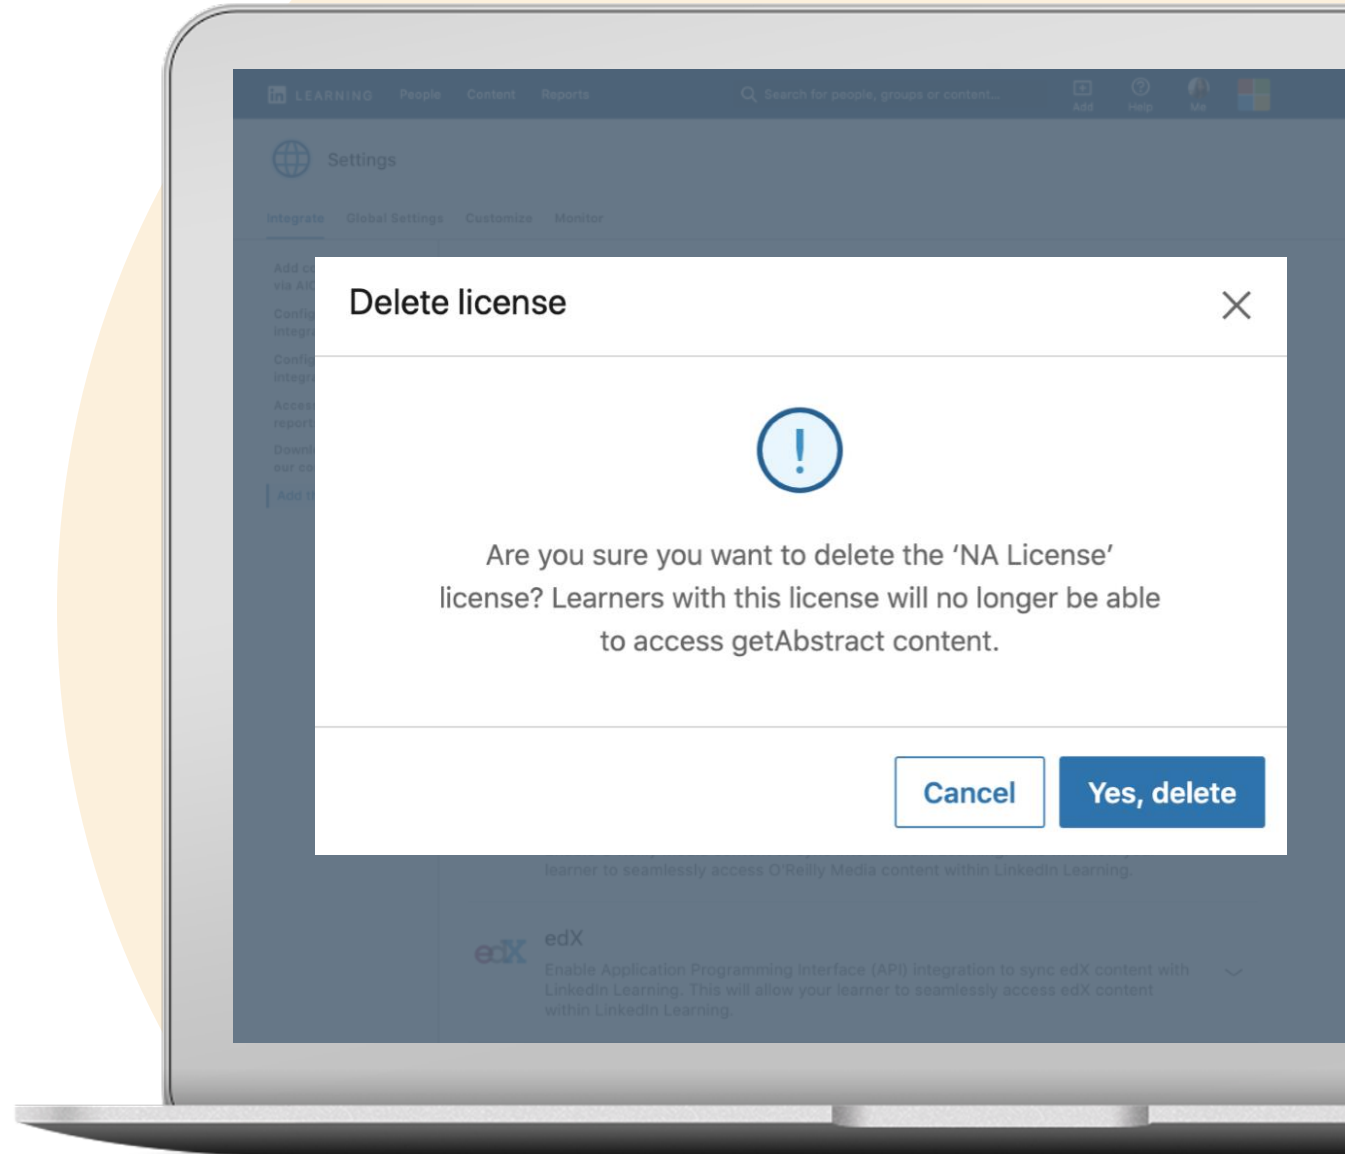 in LEARNING People Content Reports Search for people, groups or content... Add Help Me
Settings
Integrate Global Settings Customize Monitor
Add
via
Delete license
Are you sure you want to delete the ‘NA License’
license? Learners with this license will no longer be able
to access getAbstract content.
Cancel Yes, delete
learner to seamlessly access O'Reilly Media content within LinkedIn Learning.
edX edX
Enable Application Programming Interface (API) integration to sync edX content with
LinkedIn Learning. This will allow your learner to seamlessly access edX content
within LinkedIn Learning.